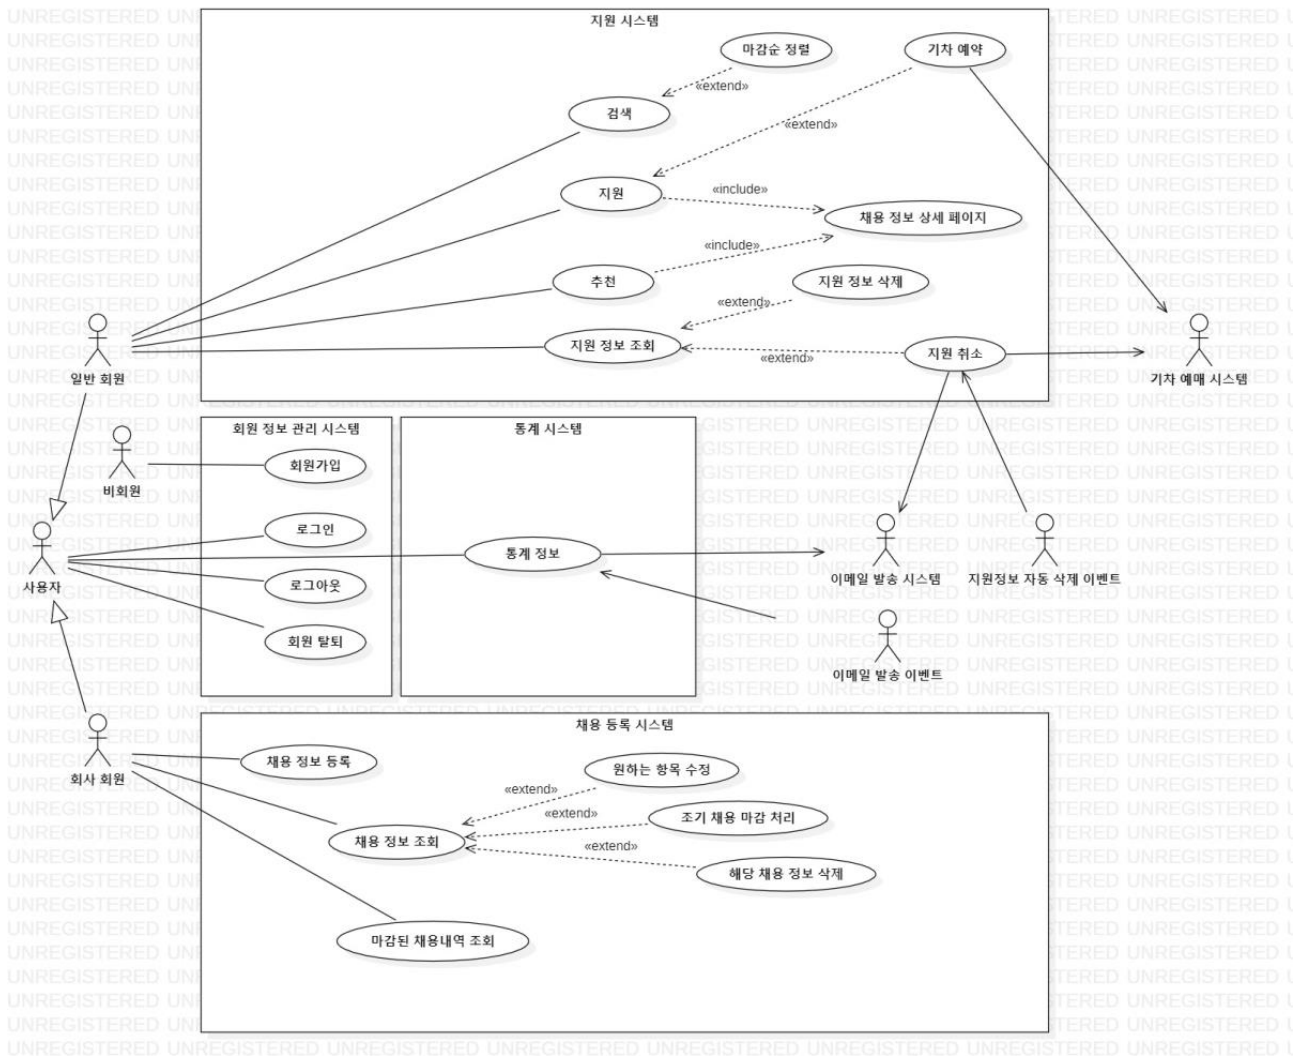 지원 시스템
마감순 정렬
기차 예약
«extend»
검색
«extend»
지원
«include»
채용 정보 상세 페이지
«include»
추천
지원 정보 삭제
«extend»
지원 정보 조회
«extend»
지원 취소
일반 회원
기차 예매 시스템
회원 정보 관리 시스템
통계 시스템
회원가입
비회원
로그인
통계 정보
로그아웃
사용자
이메일 발송 시스템
지원정보 자동 삭제 이벤트
회원 탈퇴
이메일 발송 이벤트
채용 등록 시스템
회사 회원
채용 정보 등록
원하는 항목 수정
«extend»
«extend»
조기 채용 마감 처리
채용 정보 조회
«extend»
해당 채용 정보 삭제
마감된 채용내역 조회